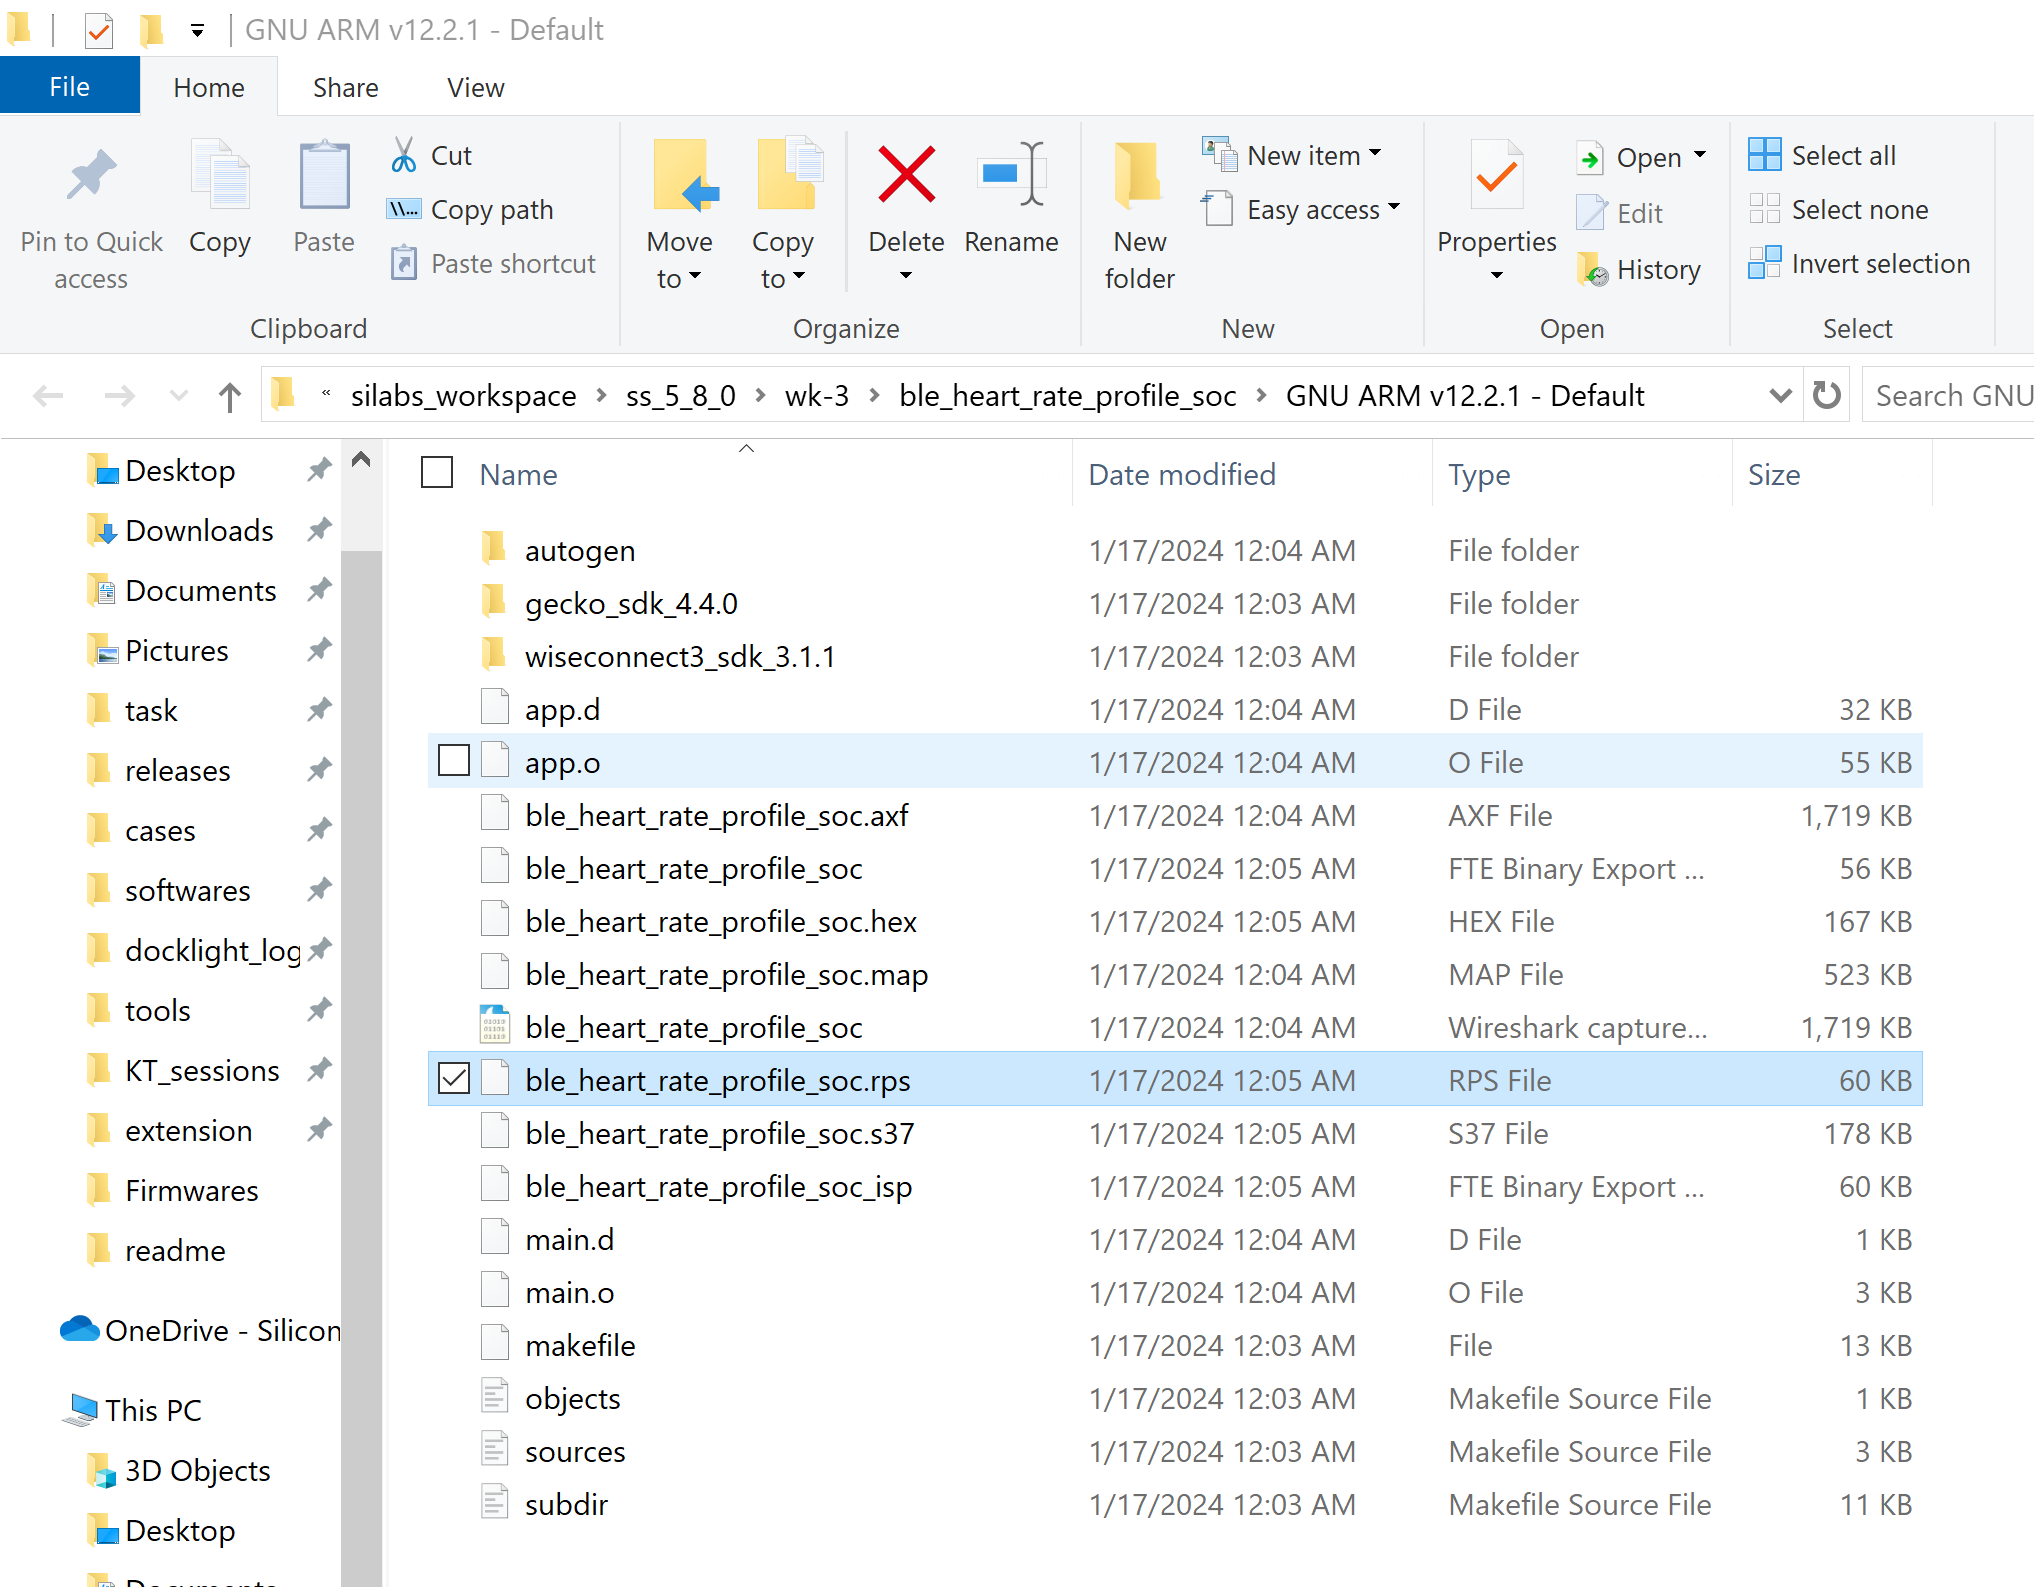 GNU ARM v12.2.1 - Default
File Home Share View
Pin to Quick access
Copy
Paste
Cut
Copy path
Paste shortcut
Clipboard
Move to
Copy to
Delete
Rename
Organize
New folder
New item
Easy access
New
Properties
Open
Edit
History
Open
Select all
Select none
Invert selection
Select
« silabs_workspace > ss_5_8_0 > wk-3 > ble_heart_rate_profile_soc > GNU ARM v12.2.1 - Default
Search GNU
Desktop
Downloads
Documents
Pictures
task
releases
cases
softwares
docklight_log
tools
KT_sessions
extension
Firmwares
readme
OneDrive - Silicon
This PC
3D Objects
Desktop
Documents
Name Date modified Type Size
autogen 1/17/2024 12:04 AM File folder
gecko_sdk_4.4.0 1/17/2024 12:03 AM File folder
wiseconnect3_sdk_3.1.1 1/17/2024 12:03 AM File folder
app.d 1/17/2024 12:04 AM D File 32 KB
app.o 1/17/2024 12:04 AM O File 55 KB
ble_heart_rate_profile_soc.axf 1/17/2024 12:04 AM AXF File 1,719 KB
ble_heart_rate_profile_soc 1/17/2024 12:05 AM FTE Binary Export ... 56 KB
ble_heart_rate_profile_soc.hex 1/17/2024 12:05 AM HEX File 167 KB
ble_heart_rate_profile_soc.map 1/17/2024 12:04 AM MAP File 523 KB
ble_heart_rate_profile_soc 1/17/2024 12:04 AM Wireshark capture... 1,719 KB
ble_heart_rate_profile_soc.rps 1/17/2024 12:05 AM RPS File 60 KB
ble_heart_rate_profile_soc.s37 1/17/2024 12:05 AM S37 File 178 KB
ble_heart_rate_profile_soc_isp 1/17/2024 12:05 AM FTE Binary Export ... 60 KB
main.d 1/17/2024 12:04 AM D File 1 KB
main.o 1/17/2024 12:04 AM O File 3 KB
makefile 1/17/2024 12:03 AM File 13 KB
objects 1/17/2024 12:03 AM Makefile Source File 1 KB
sources 1/17/2024 12:03 AM Makefile Source File 3 KB
subdir 1/17/2024 12:03 AM Makefile Source File 11 KB